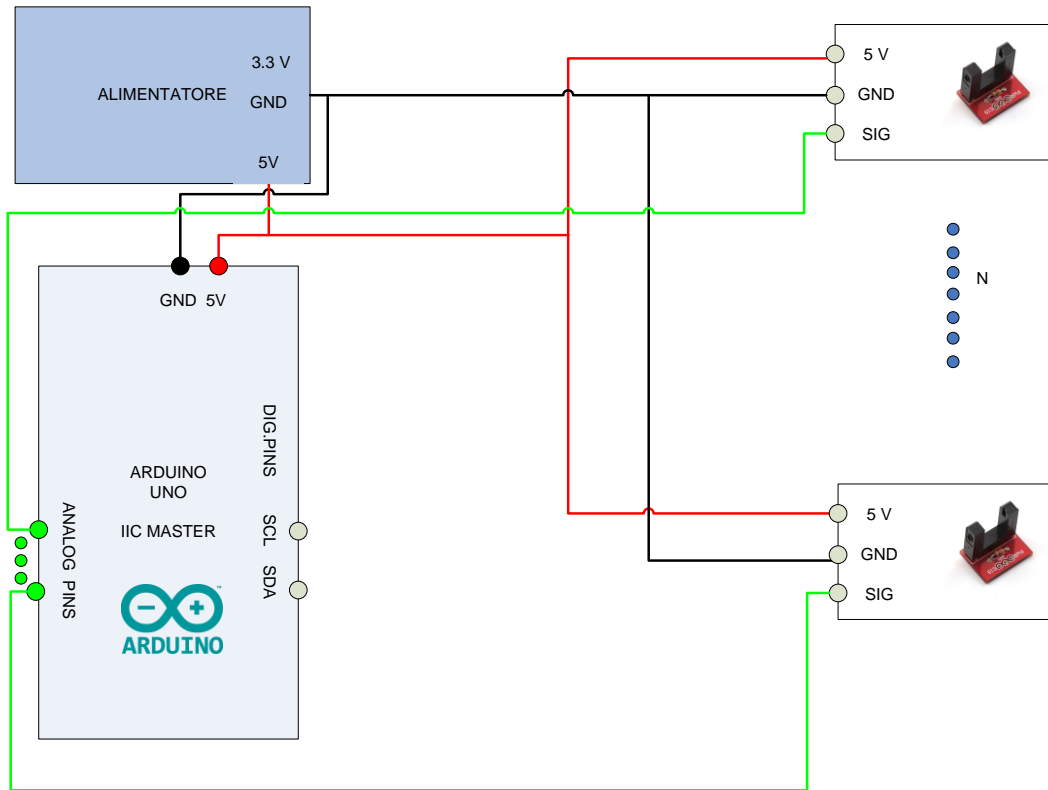 3.3 V
ALIMENTATORE
GND
5V
5 V
GND
SIG
N
GND 5V
DIG.PINS
ARDUINO
UNO
IIC MASTER
ANALOG PINS
SCL
SDA
ARDUINO
TM
5 V
GND
SIG